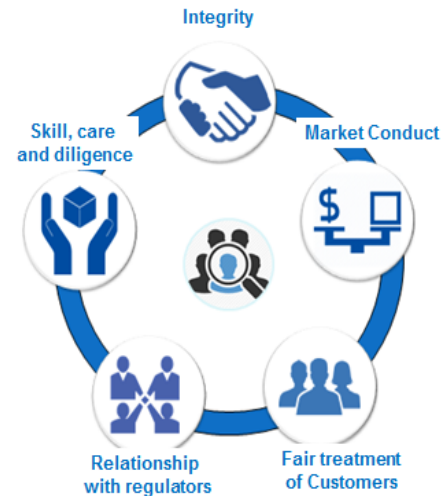 Integrity
Skill, care
and diligence
Market Conduct
$
Relationship
with regulators
Fair treatment
of Customers